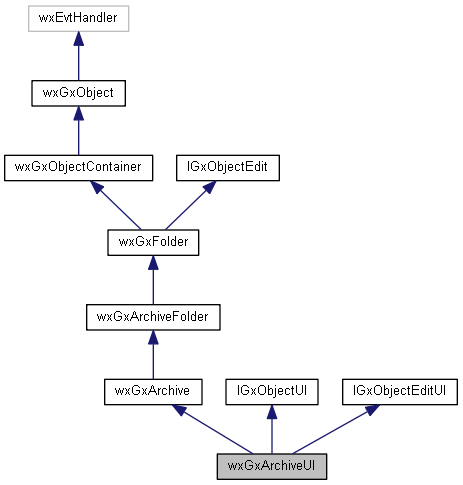 wxEvtHandler
wxGxObject
wxGxObjectContainer
IGxObjectEdit
wxGxFolder
wxGxArchiveFolder
wxGxArchive
IGxObjectUI
IGxObjectEditUI
wxGxArchiveUI